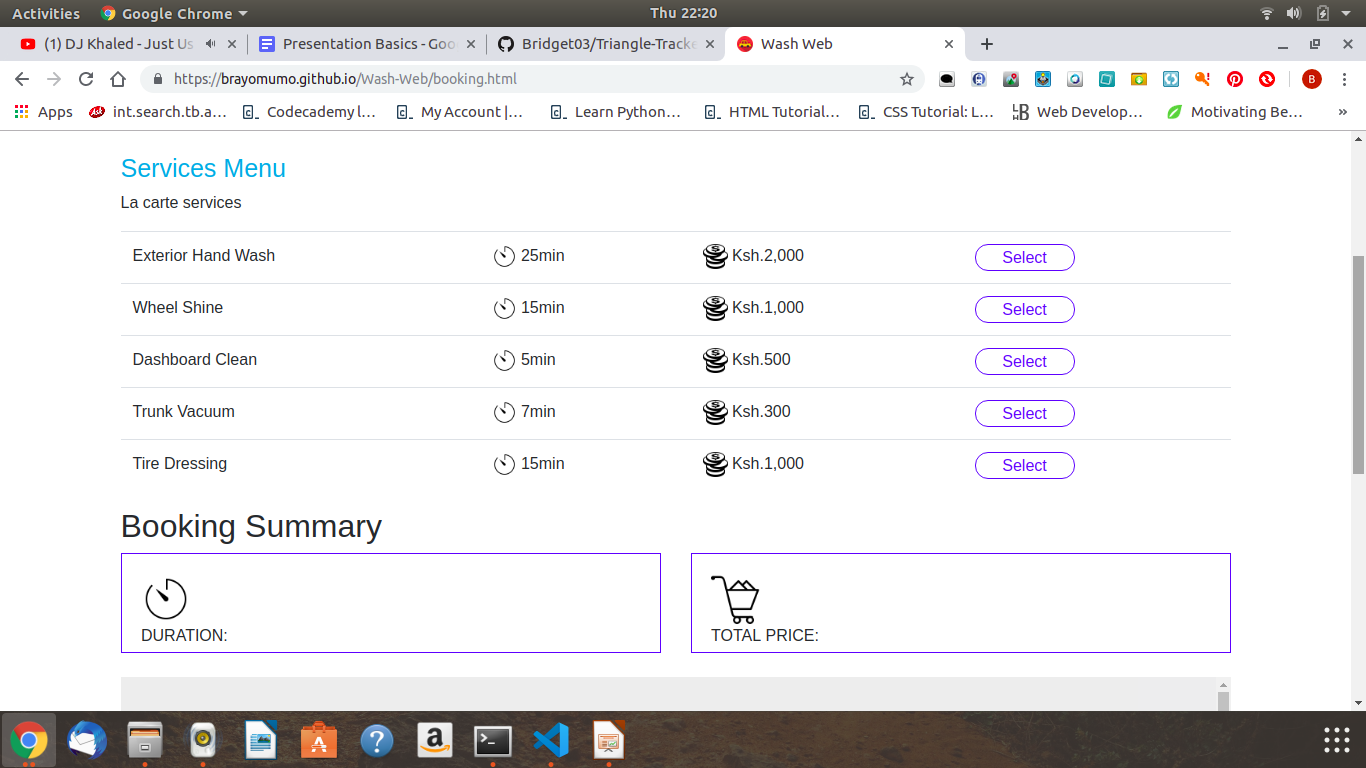 Activities Google Chrome Thu 22:20
(1) DJ Khaled - Just Us Presentation Basics - Goo Bridget03/Triangle-Tracke Wash Web
https://brayomumo.github.io/Wash-Web/booking.html B
Apps int.search.tb.a... Codecademy l... My Account |... Learn Python... HTML Tutorial... CSS Tutorial: L... Web Develop... Motivating Be... »
Services Menu
La carte services
Exterior Hand Wash 25min Ksh.2,000 Select
Wheel Shine 15min Ksh.1,000 Select
Dashboard Clean 5min Ksh.500 Select
Trunk Vacuum 7min Ksh.300 Select
Tire Dressing 15min Ksh.1,000 Select
Booking Summary
DURATION: TOTAL PRICE: